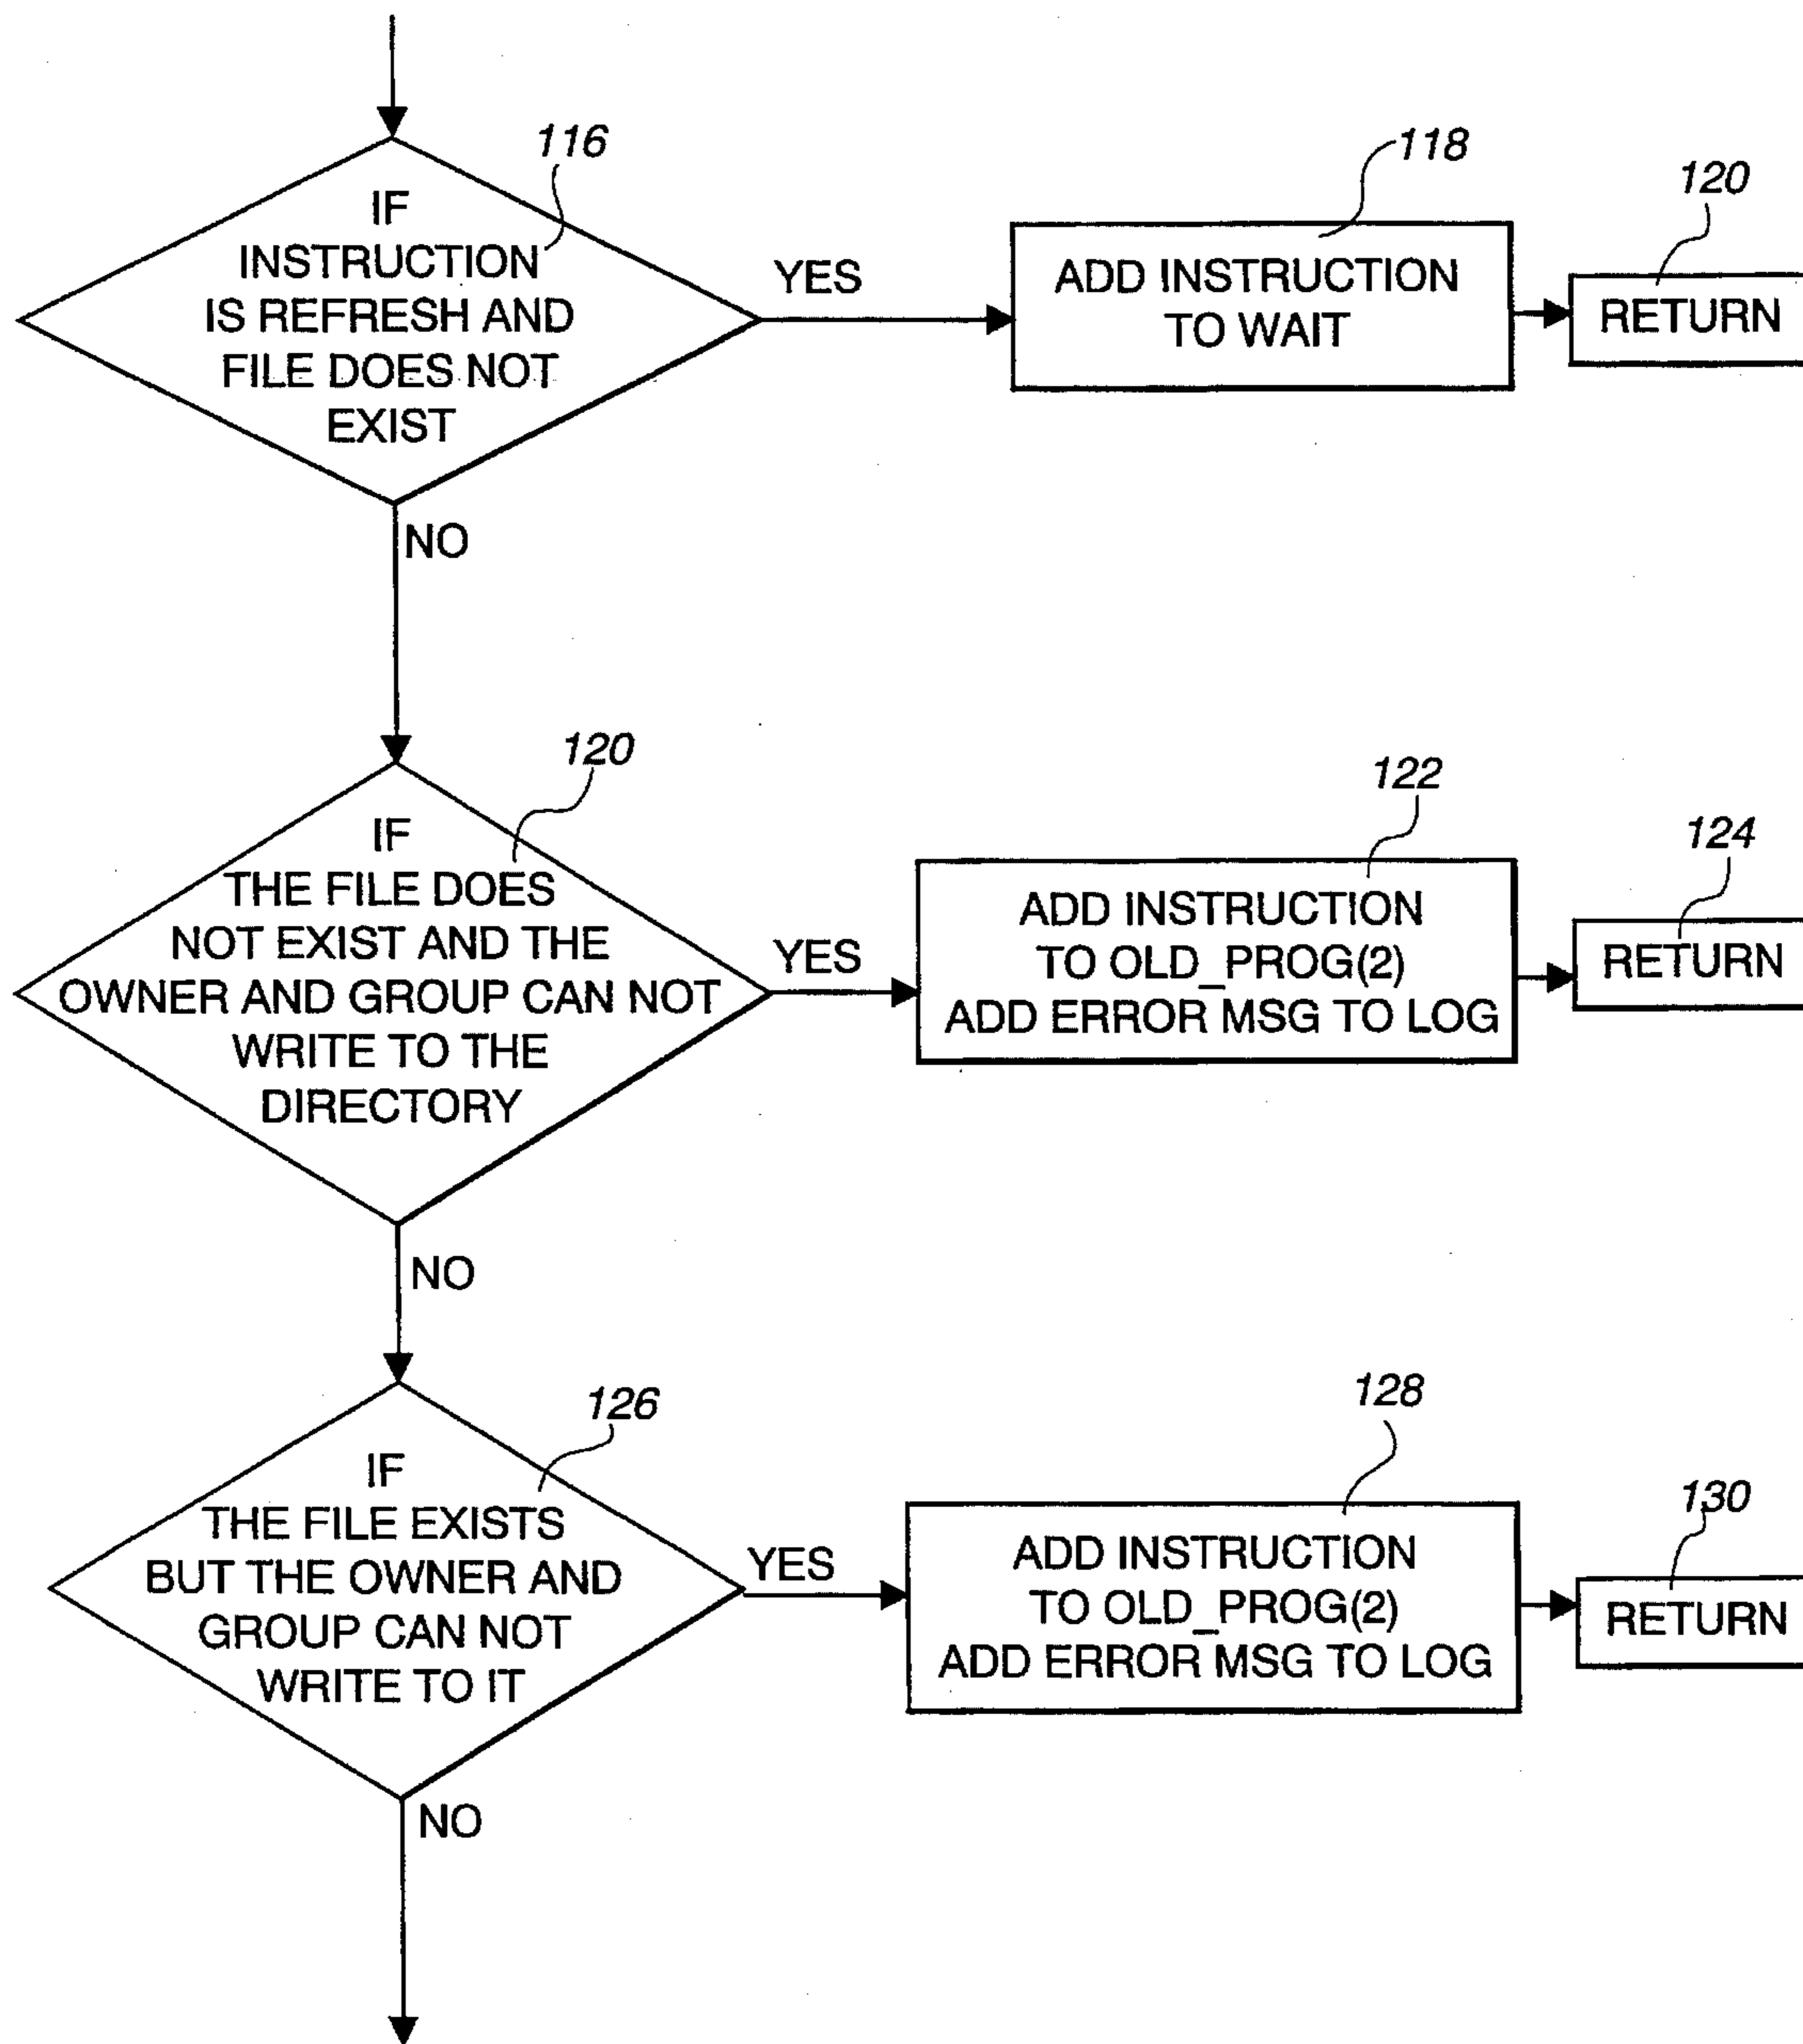 116
IF
INSTRUCTION
IS REFRESH AND
FILE DOES NOT
EXIST
YES
118
ADD INSTRUCTION
TO WAIT
120
RETURN
NO
120
IF
THE FILE DOES
NOT EXIST AND THE
OWNER AND GROUP CAN NOT
WRITE TO THE
DIRECTORY
YES
122
ADD INSTRUCTION
TO OLD_PROG(2)
ADD ERROR MSG TO LOG
124
RETURN
NO
126
IF
THE FILE EXISTS
BUT THE OWNER AND
GROUP CAN NOT
WRITE TO IT
YES
128
ADD INSTRUCTION
TO OLD_PROG(2)
ADD ERROR MSG TO LOG
130
RETURN
NO